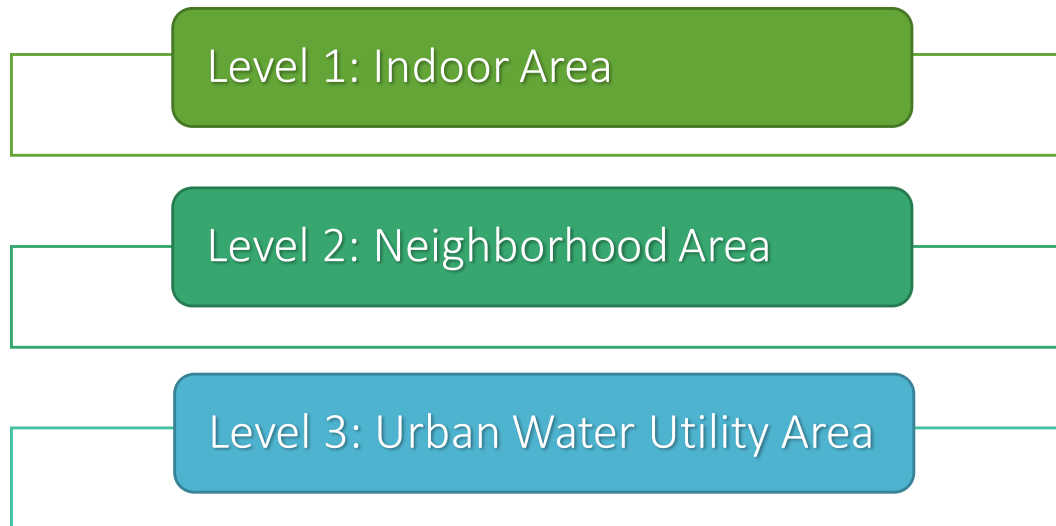 Level 1: Indoor Area
Level 2: Neighborhood Area
Level 3: Urban Water Utility Area